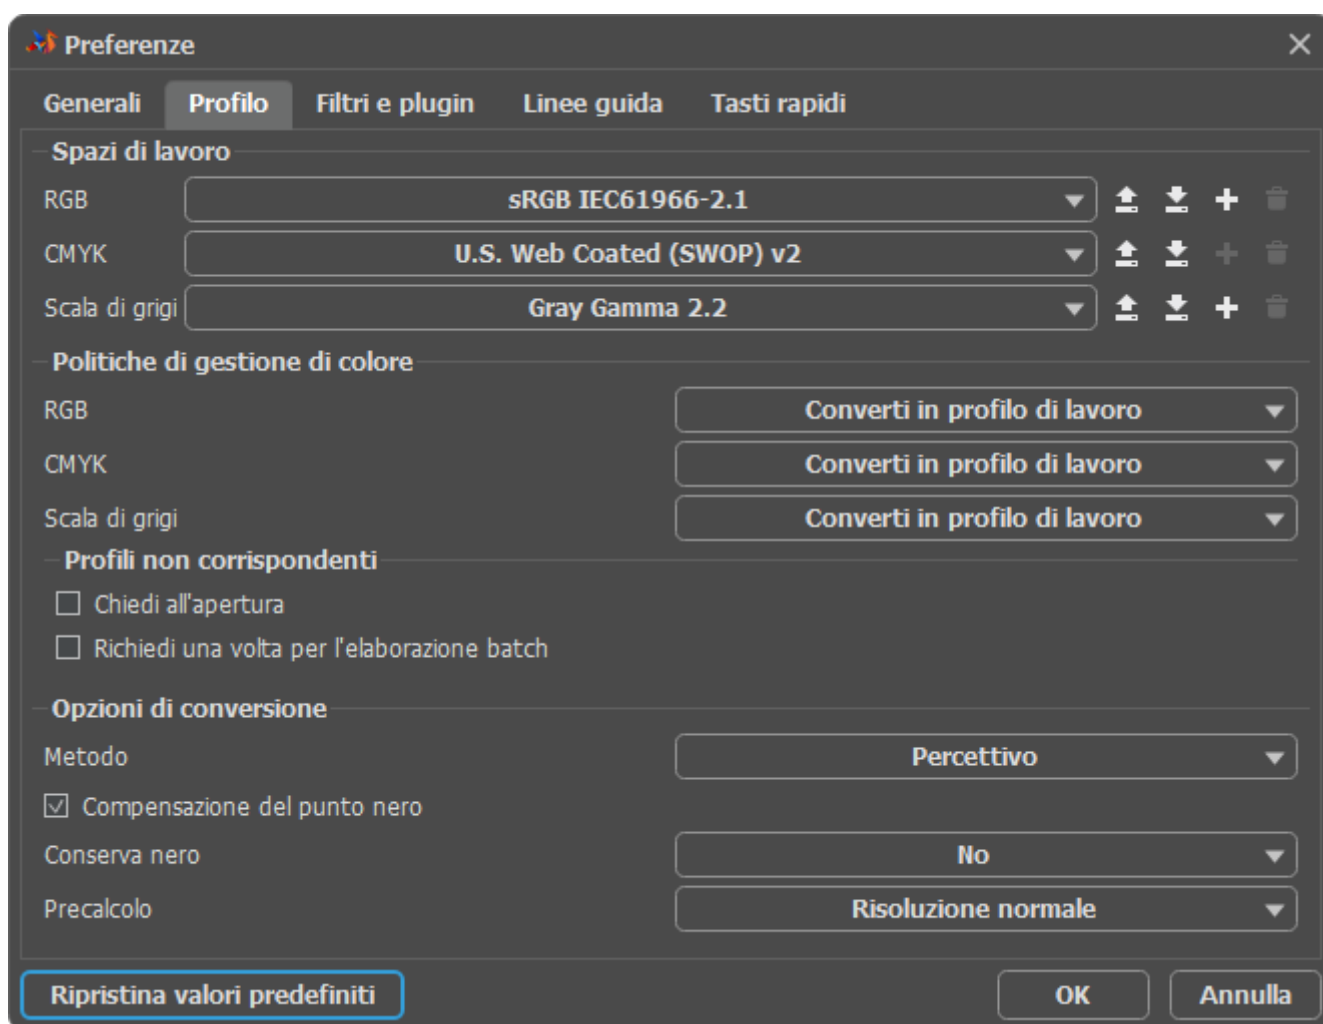 Preferenze
Generali Profilo Filtri e plugin Linee guida Tasti rapidi
Spazi di lavoro
RGB sRGB IEC61966-2.1
CMYK U.S. Web Coated (SWOP) v2
Scala di grigi Gray Gamma 2.2
Politiche di gestione di colore
RGB Converti in profilo di lavoro
CMYK Converti in profilo di lavoro
Scala di grigi Converti in profilo di lavoro
Profili non corrispondenti
Chiedi all'apertura
Richiedi una volta per l'elaborazione batch
Opzioni di conversione
Metodo Percettivo
Compensazione del punto nero
Conserva nero No
Precalcolo Risoluzione normale
Ripristina valori predefiniti OK Annulla